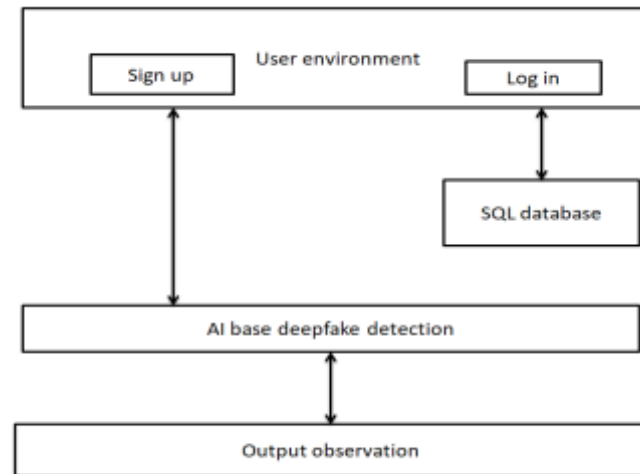 User environment
Sign up
Log in
SQL database
AI base deepfake detection
Output observation